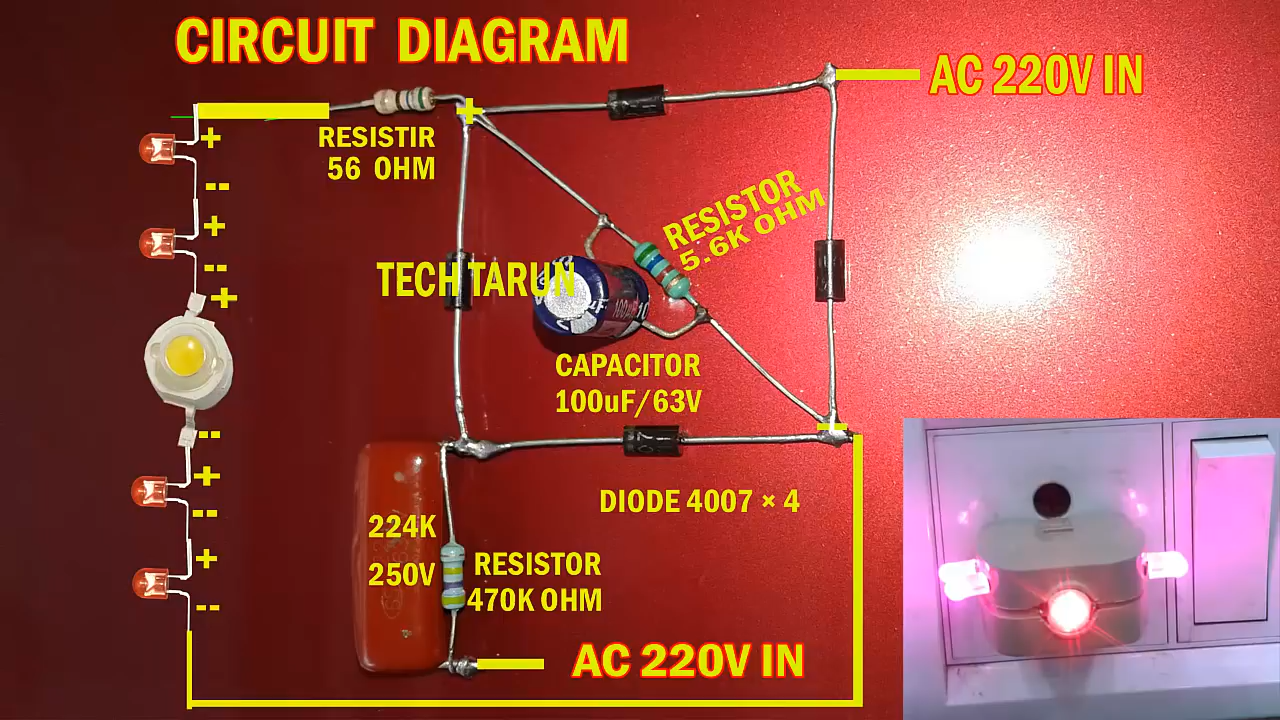 CIRCUIT DIAGRAM
AC 220V IN
+
RESISTIR
56 OHM
+
--
RESISTOR
5.6K OHM
+
--
TECH TARUN
+
100µF
CAPACITOR
100uF/63V
--
--
+
--
DIODE 4007 × 4
224K
250V
RESISTOR
470K OHM
+
--
AC 220V IN